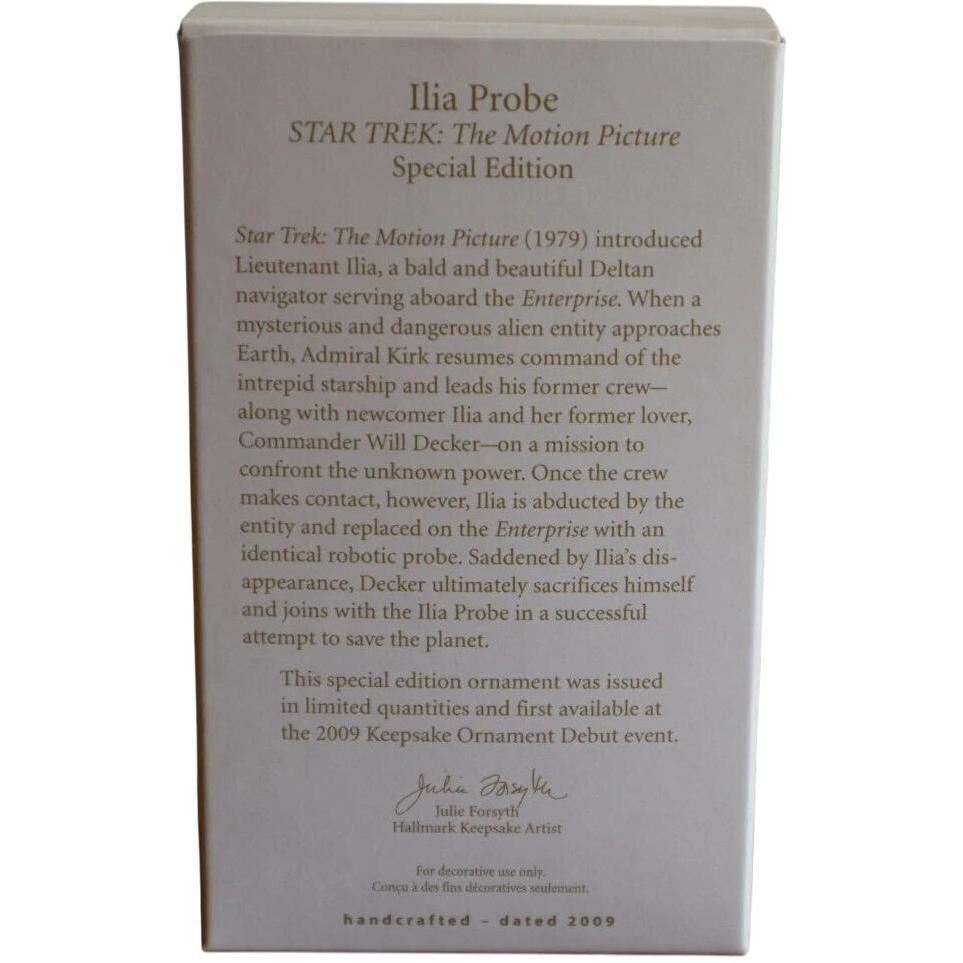 Ilia Probe
STAR TREK: The Motion Picture
Special Edition
Star Trek: The Motion Picture (1979) introduced
Lieutenant Ilia, a bald and beautiful Deltan
navigator serving aboard the Enterprise. When a
mysterious and dangerous alien entity approaches
Earth, Admiral Kirk resumes command of the
intrepid starship and leads his former crew—
along with newcomer Ilia and her former lover,
Commander Will Decker—on a mission to
confront the unknown power. Once the crew
makes contact, however, Ilia is abducted by the
entity and replaced on the Enterprise with an
identical robotic probe. Saddened by Ilia's dis-
appearance, Decker ultimately sacrifices himself
and joins with the Ilia Probe in a successful
attempt to save the planet.
This special edition ornament was issued
in limited quantities and first available at
the 2009 Keepsake Ornament Debut event.
Julie Forsyth
Julie Forsyth
Hallmark Keepsake Artist
For decorative use only.
Conçu à des fins décoratives seulement.
handcrafted – dated 2009